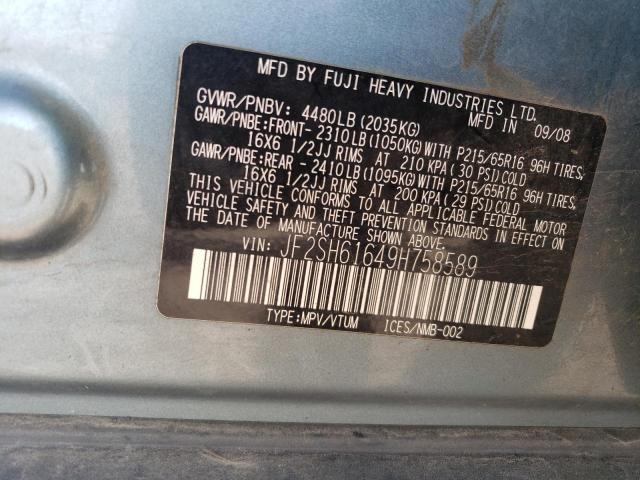 MFD BY FUJI HEAVY INDUSTRIES LTD.
MFD IN 09/08
GVWR/PNBV: 4480LB (2035KG)
GAWR/PNBE:FRONT-2310LB (1050KG) WITH P215/65R16 96H TIRES,
16X6 1/2JJ RIMS AT 210 KPA (30 PSI) COLD
GAWR/PNBE:REAR -2410LB (1095KG) WITH P215/65R16 96H TIRES,
16X6 1/2JJ RIMS AT 200 KPA (29 PSI) COLD
THIS VEHICLE CONFORMS TO ALL APPLICABLE FEDERAL MOTOR
VEHICLE SAFETY AND THEFT PREVENTION STANDARDS IN EFFECT ON
THE DATE OF MANUFACTURE SHOWN ABOVE.
VIN: JF2SH61649H758589
TYPE:MPV/VTUM ICES/NMB-002